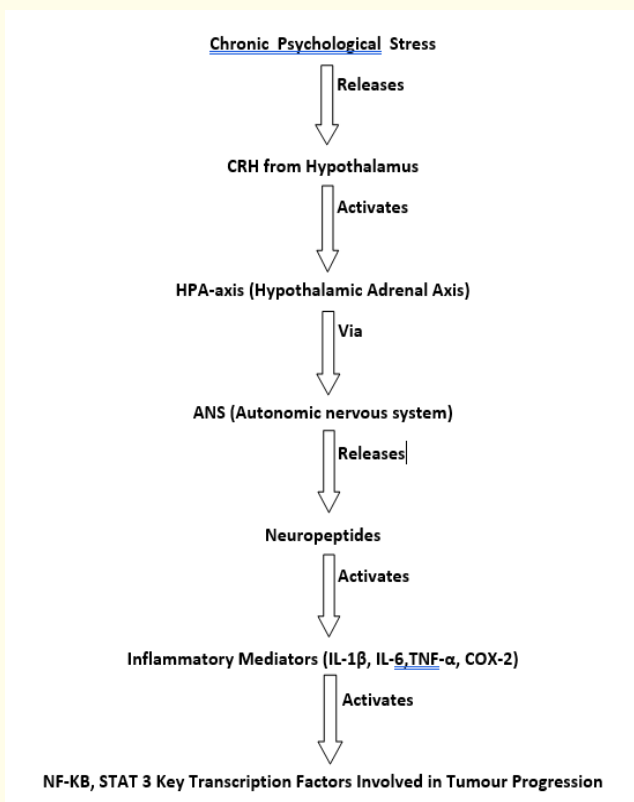 Chronic Psychological Stress
Releases
CRH from Hypothalamus
Activates
HPA-axis (Hypothalamic Adrenal Axis)
Via
ANS (Autonomic nervous system)
Releases
Neuropeptides
Activates
Inflammatory Mediators (IL-1β, IL-6,TNF-α, COX-2)
Activates
NF-KB, STAT 3 Key Transcription Factors Involved in Tumour Progression